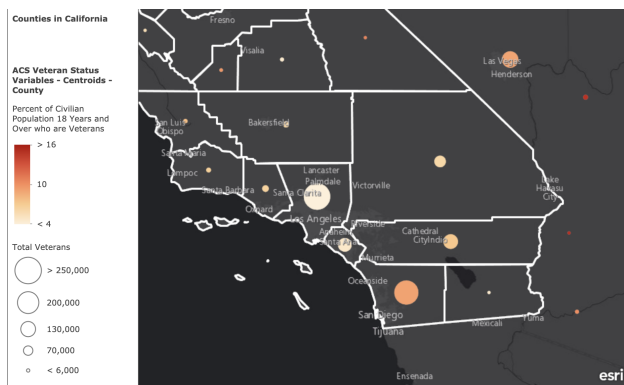 Counties in California
ACS Veteran Status
Variables - Centroids -
County
Percent of Civilian
Population 18 Years and
Over who are Veterans
> 16
10
< 4
Total Veterans
> 250,000
200,000
130,000
70,000
< 6,000
Fresno
Visalia
Las Vegas
Henderson
San Luis
Obispo
Bakersfield
Santa Maria
Lompoc
Santa Barbara
Oxnard
Lancaster
Palmdale
Santa Clarita
Victorville
Lake
Havasu
City
Los Angeles
Riverside
Anaheim
Santa Ana
Cathedral
City
Indio
Murrieta
Oceanside
San Diego
Tijuana
Mexicali
Yuma
Ensenada
esri